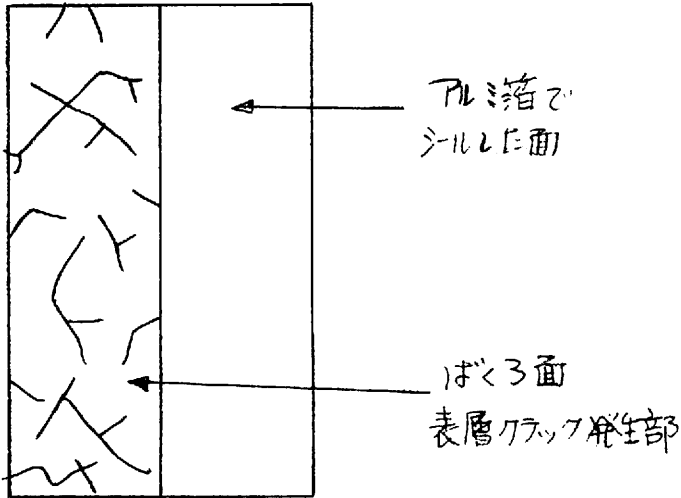 アルミ箔で
シールした面
ばくろ面
表層クラック発生部